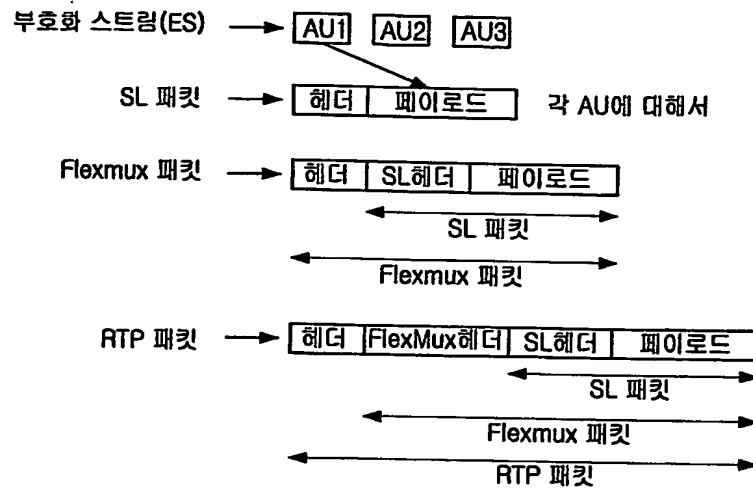 부호화 스트림(ES) AU1 AU2 AU3
SL 패킷 헤더 페이로드 각 AU에 대해서
Flexmux 패킷 헤더 SL헤더 페이로드
SL 패킷
Flexmux 패킷
RTP 패킷 헤더 FlexMux헤더 SL헤더 페이로드
SL 패킷
Flexmux 패킷
RTP 패킷